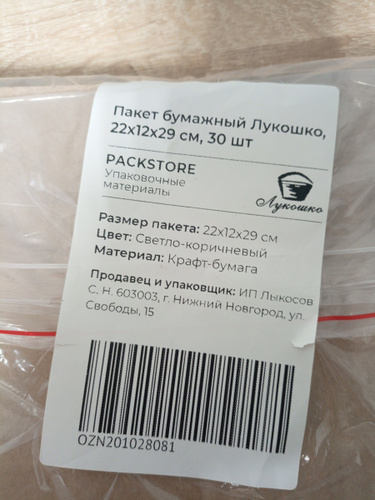 Пакет бумажный Лукошко,
22х12х29 см, 30 шт
PACKSTORE
Упаковочные
материалы
Лукошко
Размер пакета: 22х12х29 см
Цвет: Светло-коричневый
Материал: Крафт-бумага
Продавец и упаковщик: ИП Лыкосов
С. Н. 603003, г. Нижний Новгород, ул.
Свободы, 15
OZN201028081